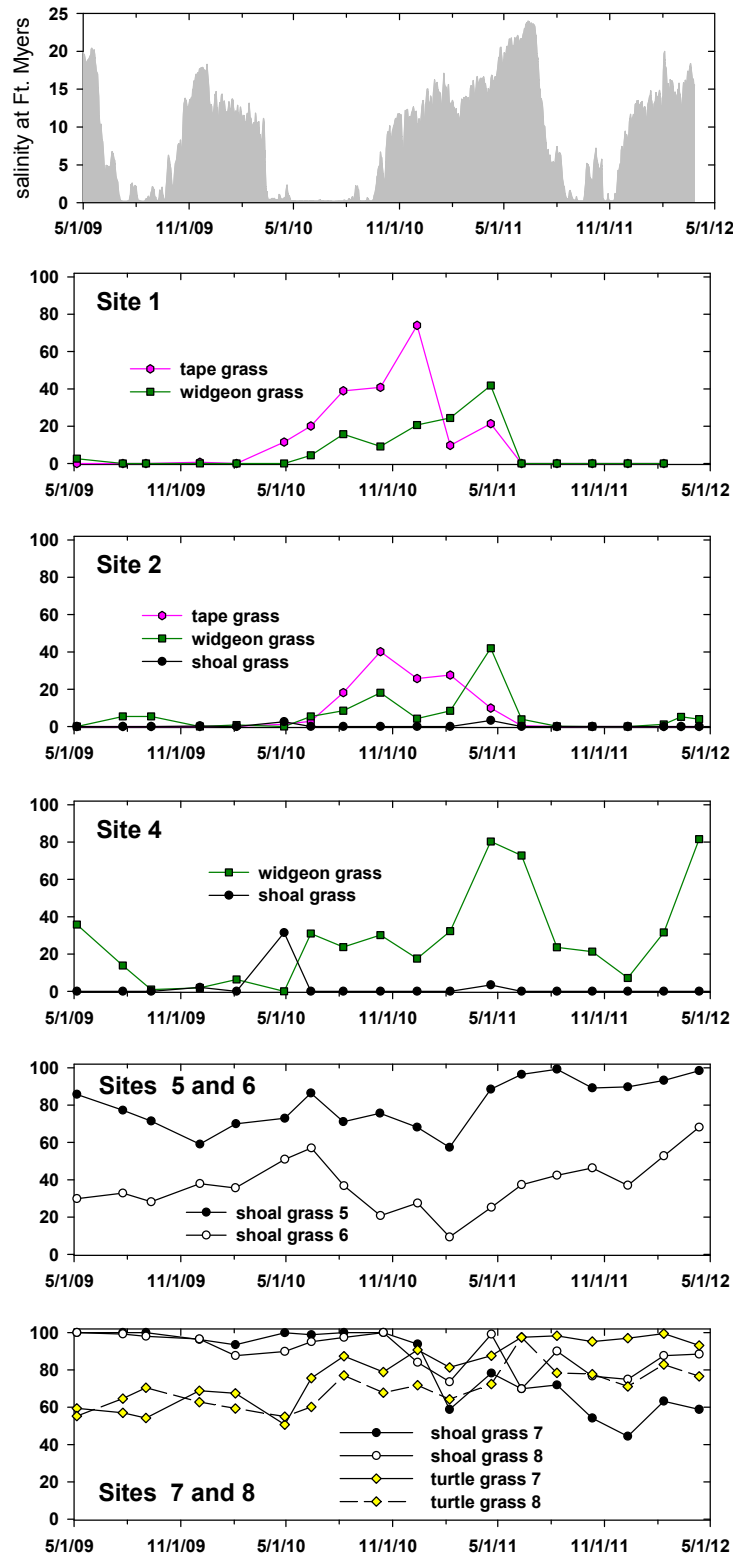 salinity at Ft. Myers
25
20
15
10
5
0
5/1/09 11/1/09 5/1/10 11/1/10 5/1/11 11/1/11 5/1/12
100
80
60
40
20
0
Site 1
tape grass
widgeon grass
5/1/09 11/1/09 5/1/10 11/1/10 5/1/11 11/1/11 5/1/12
100
80
60
40
20
0
Site 2
tape grass
widgeon grass
shoal grass
5/1/09 11/1/09 5/1/10 11/1/10 5/1/11 11/1/11 5/1/12
100
80
60
40
20
0
Site 4
widgeon grass
shoal grass
5/1/09 11/1/09 5/1/10 11/1/10 5/1/11 11/1/11 5/1/12
100
80
60
40
20
0
Sites 5 and 6
shoal grass 5
shoal grass 6
5/1/09 11/1/09 5/1/10 11/1/10 5/1/11 11/1/11 5/1/12
100
80
60
40
20
0
shoal grass 7
shoal grass 8
turtle grass 7
turtle grass 8
Sites 7 and 8
5/1/09 11/1/09 5/1/10 11/1/10 5/1/11 11/1/11 5/1/12